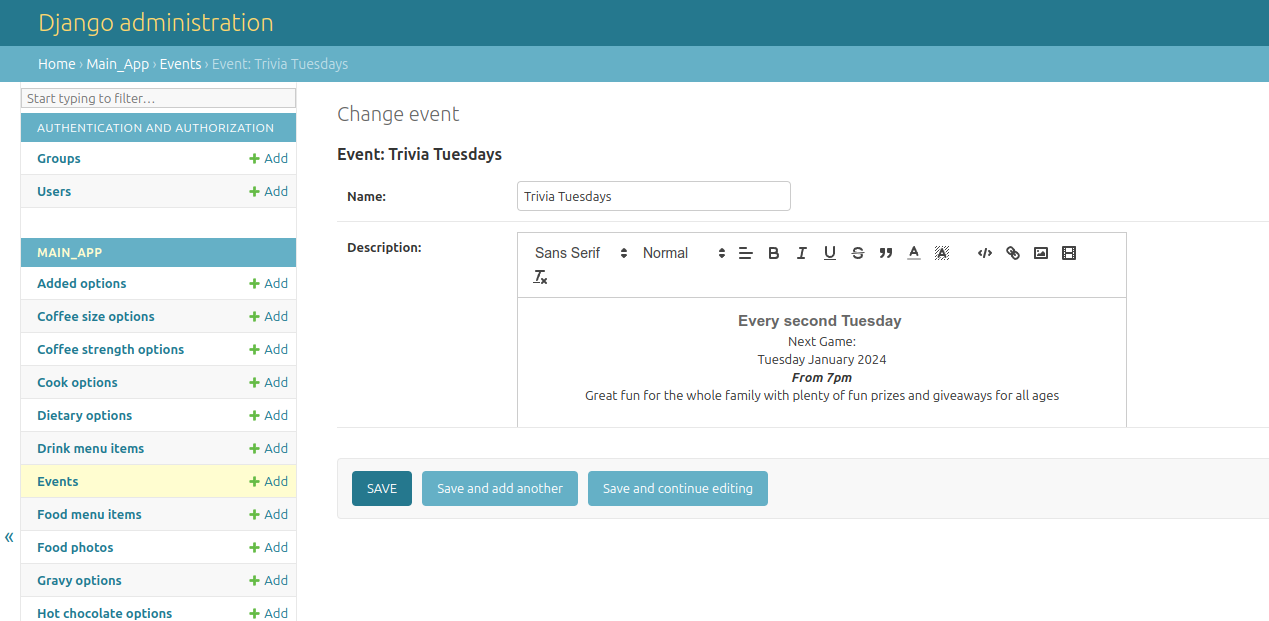 Django administration
Home › Main_App › Events › Event: Trivia Tuesdays
Start typing to filter…
AUTHENTICATION AND AUTHORIZATION
Groups + Add
Users + Add
MAIN_APP
Added options + Add
Coffee size options + Add
Coffee strength options + Add
Cook options + Add
Dietary options + Add
Drink menu items + Add
Events + Add
Food menu items + Add
Food photos + Add
Gravy options + Add
Hot chocolate options + Add
«
Change event
Event: Trivia Tuesdays
Name: Trivia Tuesdays
Description:
Sans Serif Normal
Every second Tuesday
Next Game:
Tuesday January 2024
From 7pm
Great fun for the whole family with plenty of fun prizes and giveaways for all ages
SAVE Save and add another Save and continue editing